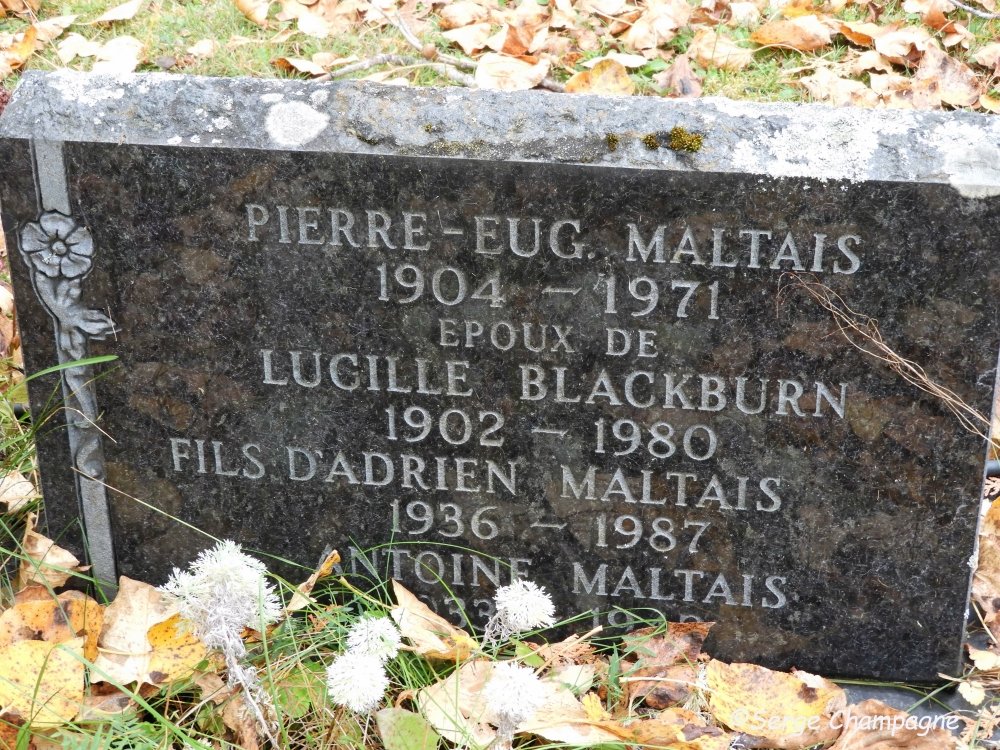 PIERRE-EUG. MALTAIS
1904 - 1971
EPOUX DE
LUCILLE BLACKBURN
1902 - 1980
FILS D'ADRIEN MALTAIS
1936 - 1987
ANTOINE MALTAIS
©Serge Champagne